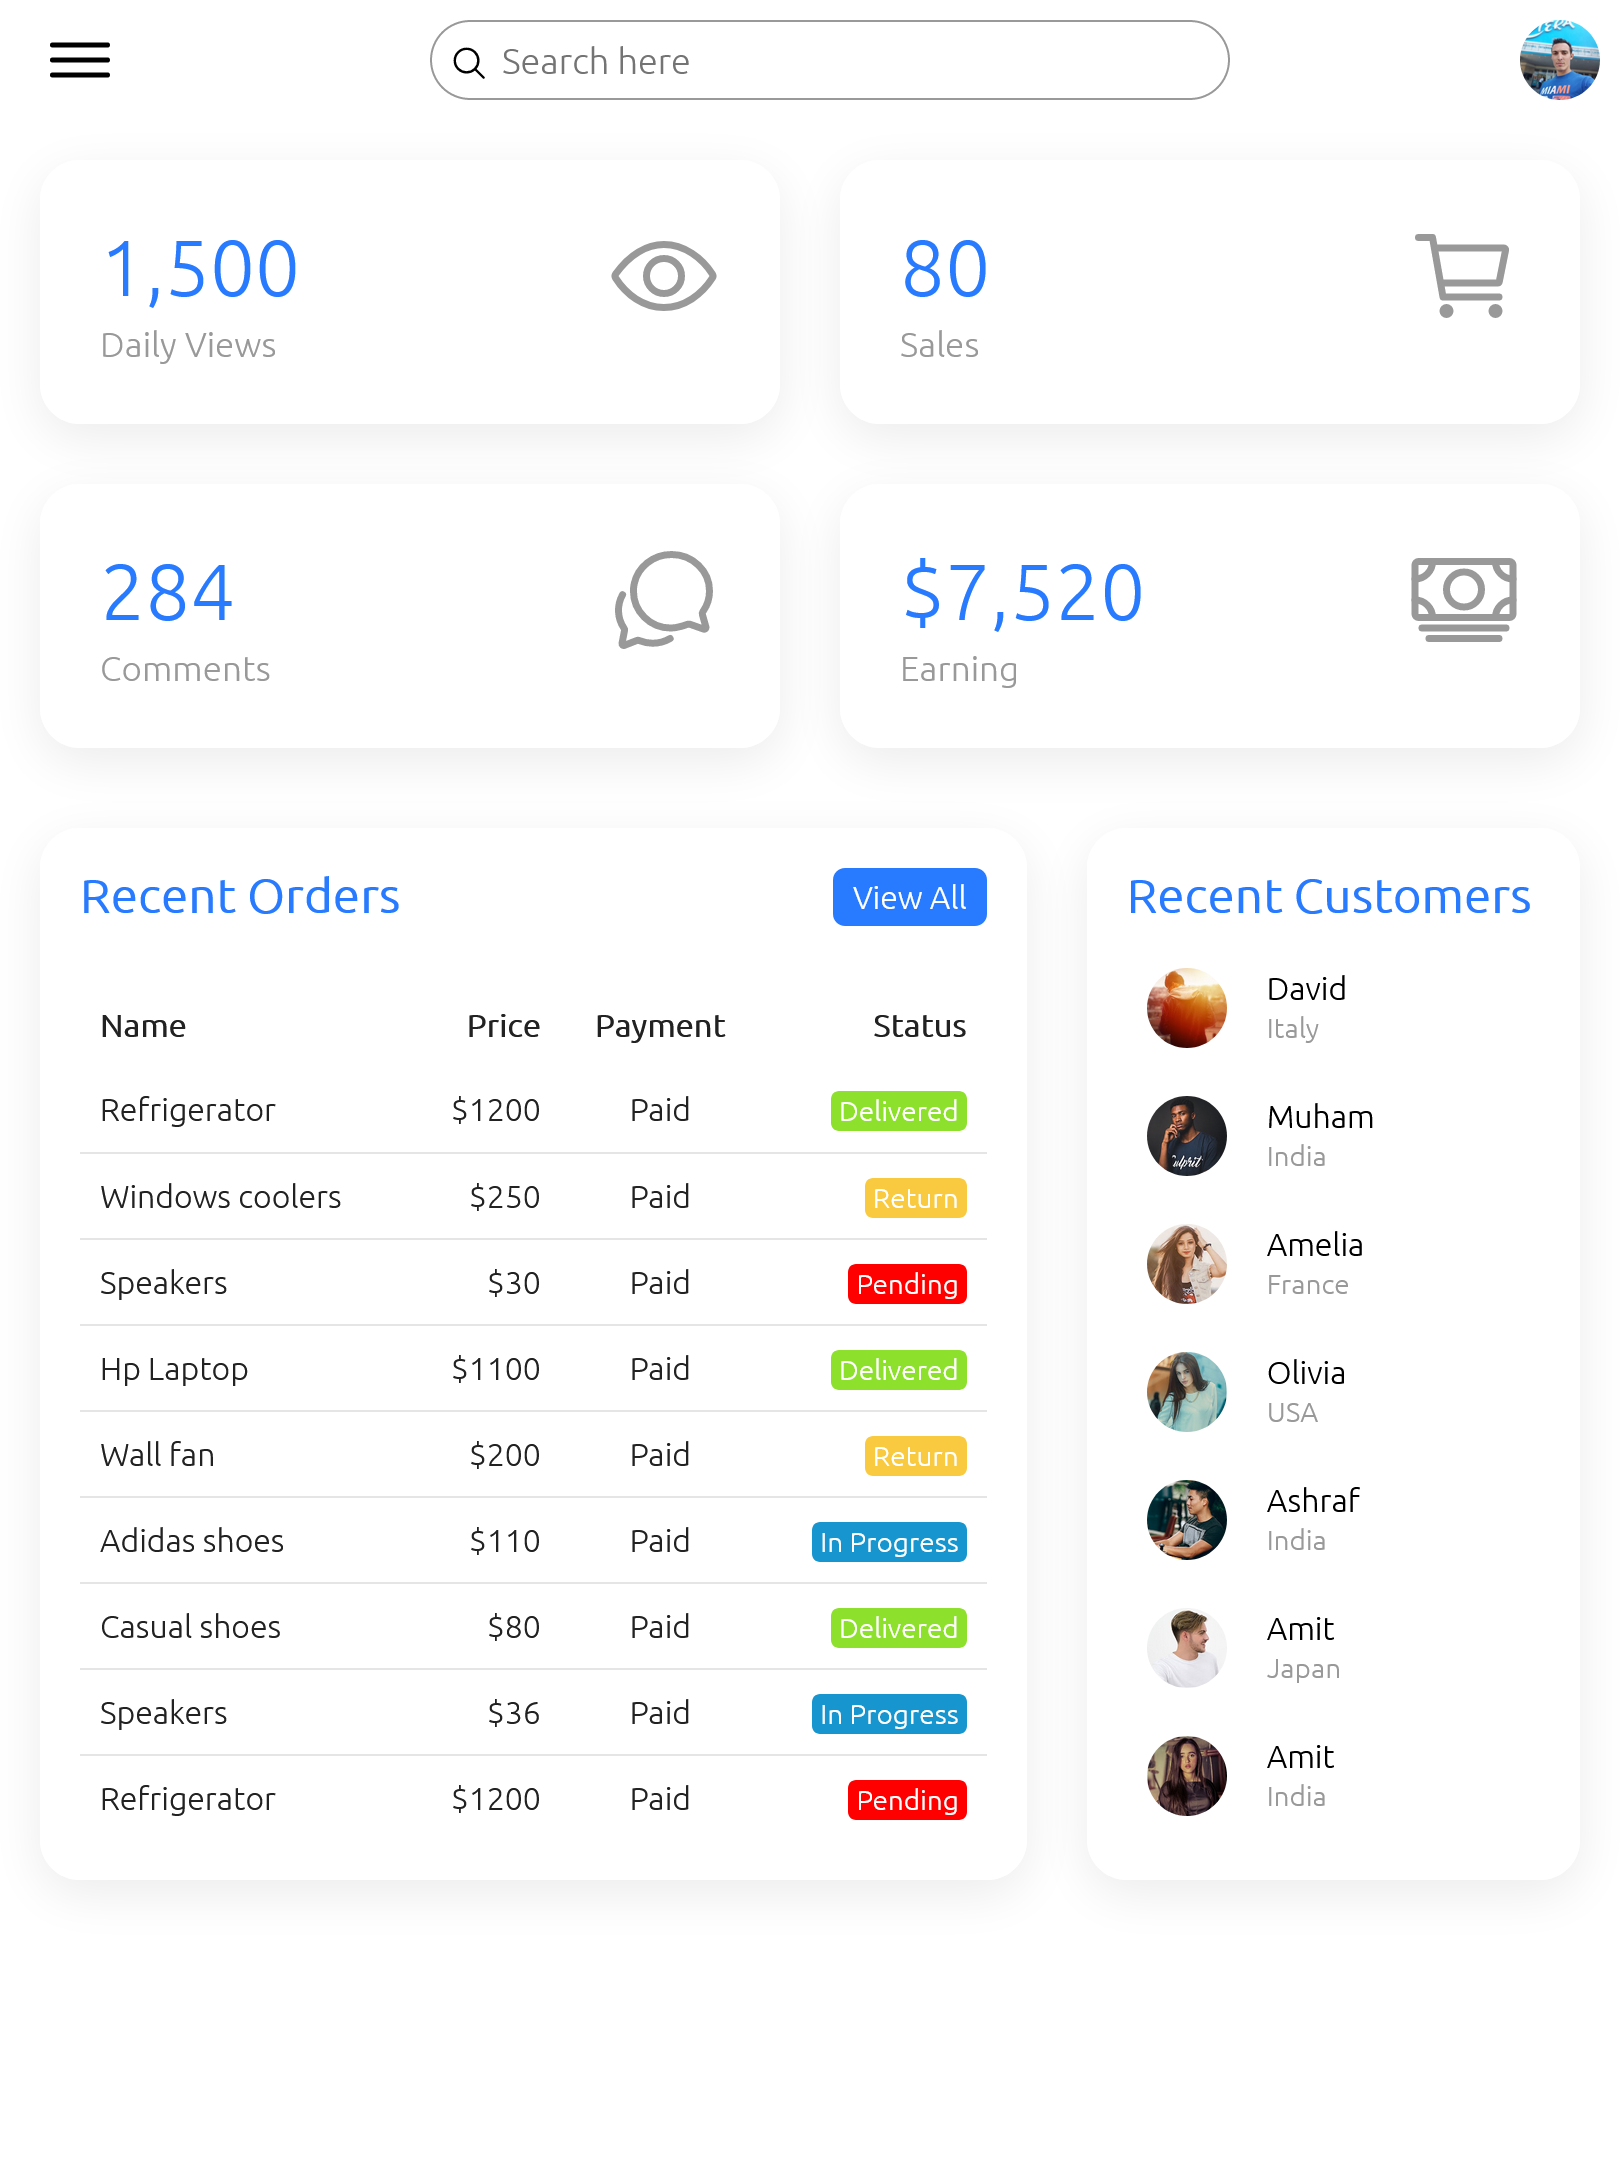 Search here
1,500
Daily Views
80
Sales
284
Comments
$7,520
Earning
Recent Orders
View All
Name Price Payment Status
Refrigerator $1200 Paid Delivered
Windows coolers $250 Paid Return
Speakers $30 Paid Pending
Hp Laptop $1100 Paid Delivered
Wall fan $200 Paid Return
Adidas shoes $110 Paid In Progress
Casual shoes $80 Paid Delivered
Speakers $36 Paid In Progress
Refrigerator $1200 Paid Pending
Recent Customers
David
Italy
Muham
India
Amelia
France
Olivia
USA
Ashraf
India
Amit
Japan
Amit
India
MIAMI